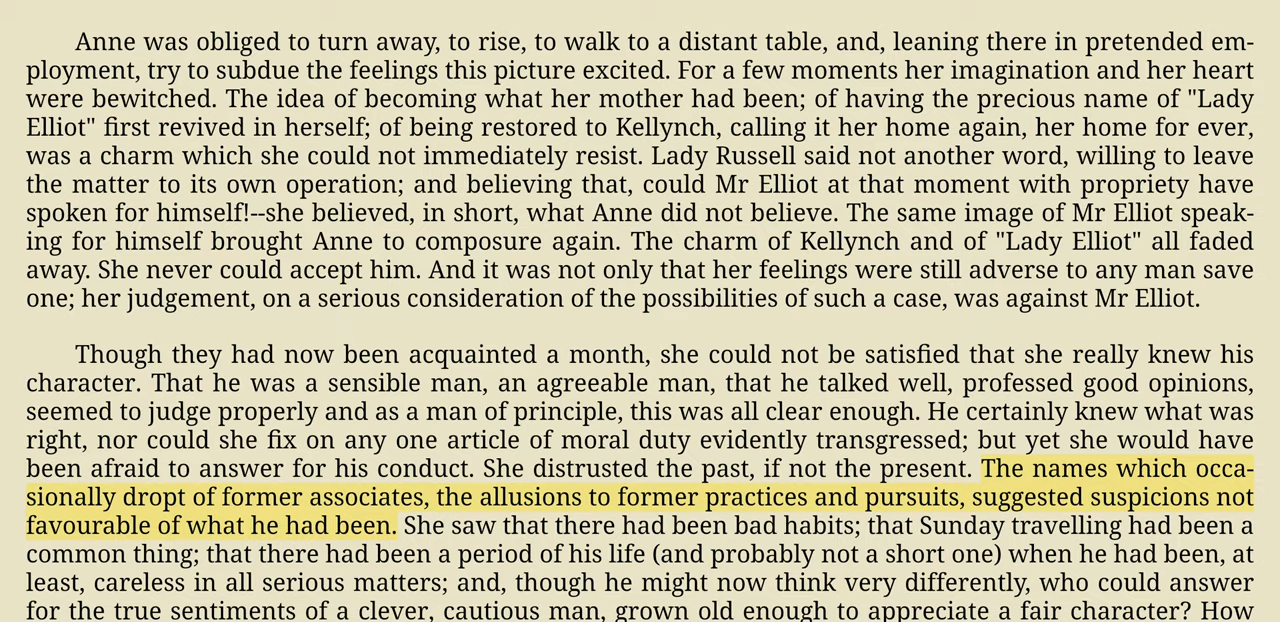 Anne was obliged to turn away, to rise, to walk to a distant table, and, leaning there in pretended em-
ployment, try to subdue the feelings this picture excited. For a few moments her imagination and her heart
were bewitched. The idea of becoming what her mother had been; of having the precious name of "Lady
Elliot" first revived in herself; of being restored to Kellynch, calling it her home again, her home for ever,
was a charm which she could not immediately resist. Lady Russell said not another word, willing to leave
the matter to its own operation; and believing that, could Mr Elliot at that moment with propriety have
spoken for himself!--she believed, in short, what Anne did not believe. The same image of Mr Elliot speak-
ing for himself brought Anne to composure again. The charm of Kellynch and of "Lady Elliot" all faded
away. She never could accept him. And it was not only that her feelings were still adverse to any man save
one; her judgement, on a serious consideration of the possibilities of such a case, was against Mr Elliot.
Though they had now been acquainted a month, she could not be satisfied that she really knew his
character. That he was a sensible man, an agreeable man, that he talked well, professed good opinions,
seemed to judge properly and as a man of principle, this was all clear enough. He certainly knew what was
right, nor could she fix on any one article of moral duty evidently transgressed; but yet she would have
been afraid to answer for his conduct. She distrusted the past, if not the present. The names which occa-
sionally dropt of former associates, the allusions to former practices and pursuits, suggested suspicions not
favourable of what he had been. She saw that there had been bad habits; that Sunday travelling had been a
common thing; that there had been a period of his life (and probably not a short one) when he had been, at
least, careless in all serious matters; and, though he might now think very differently, who could answer
for the true sentiments of a clever, cautious man, grown old enough to appreciate a fair character? How